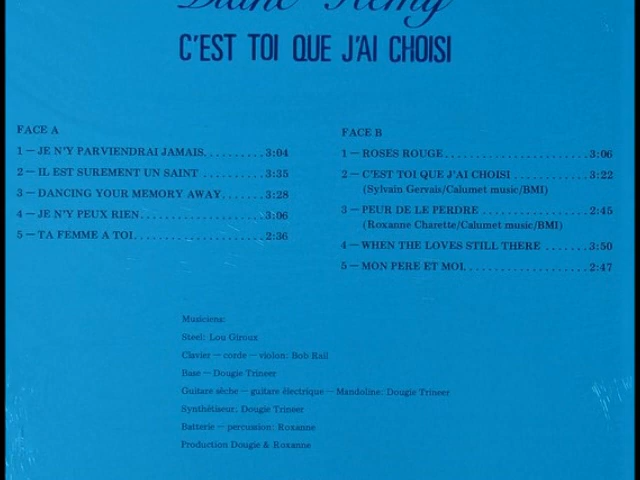 Diane Rémy
C'EST TOI QUE J'AI CHOISI
FACE A
1 — JE N'Y PARVIENDRAI JAMAIS..........3:04
2 — IL EST SUREMENT UN SAINT ..........3:35
3 — DANCING YOUR MEMORY AWAY.......3:28
4 — JE N'Y PEUX RIEN....................3:06
5 — TA FEMME A TOI.....................2:36
FACE B
1 — ROSES ROUGE........................3:06
2 — C'EST TOI QUE J'AI CHOISI ............3:22
(Sylvain Gervais/Calumet music/BMI)
3 — PEUR DE LE PERDRE .................2:45
(Roxanne Charette/Calumet music/BMI)
4 — WHEN THE LOVES STILL THERE .......3:50
5 — MON PERE ET MOI....................2:47
Musiciens:
Steel: Lou Giroux
Clavier — corde — violon: Bob Rail
Base — Dougie Trineer
Guitare sèche — guitare électrique — Mandoline: Dougie Trineer
Synthétiseur: Dougie Trineer
Batterie — percussion: Roxanne
Production Dougie & Roxanne